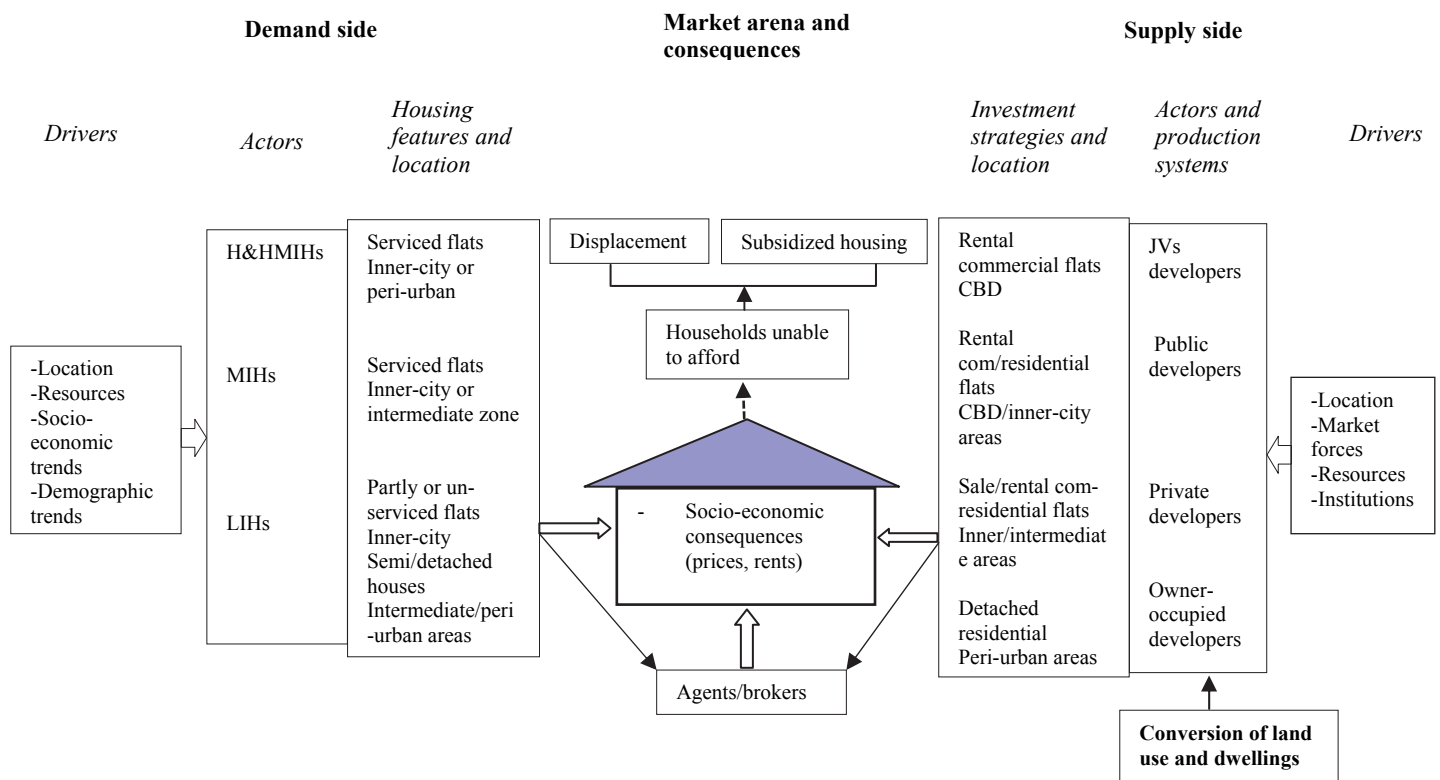 Demand side
Market arena and
consequences
Supply side
Drivers
Actors
Housing
features and
location
Investment
strategies and
location
Actors and
production
systems
Drivers
-Location
-Resources
-Socio-
economic
trends
-Demographic
trends
H&HMIHs
MIHs
LIHs
Serviced flats
Inner-city or
peri-urban
Serviced flats
Inner-city or
intermediate zone
Partly or un-
serviced flats
Inner-city
Semi/detached
houses
Intermediate/peri
-urban areas
Displacement
Subsidized housing
Households unable
to afford
- Socio-economic
consequences
(prices, rents)
Agents/brokers
Rental
commercial flats
CBD
Rental
com/residential
flats
CBD/inner-city
areas
Sale/rental com-
residential flats
Inner/intermediat
e areas
Detached
residential
Peri-urban areas
JVs
developers
Public
developers
Private
developers
Owner-
occupied
developers
-Location
-Market
forces
-Resources
-Institutions
Conversion of land
use and dwellings